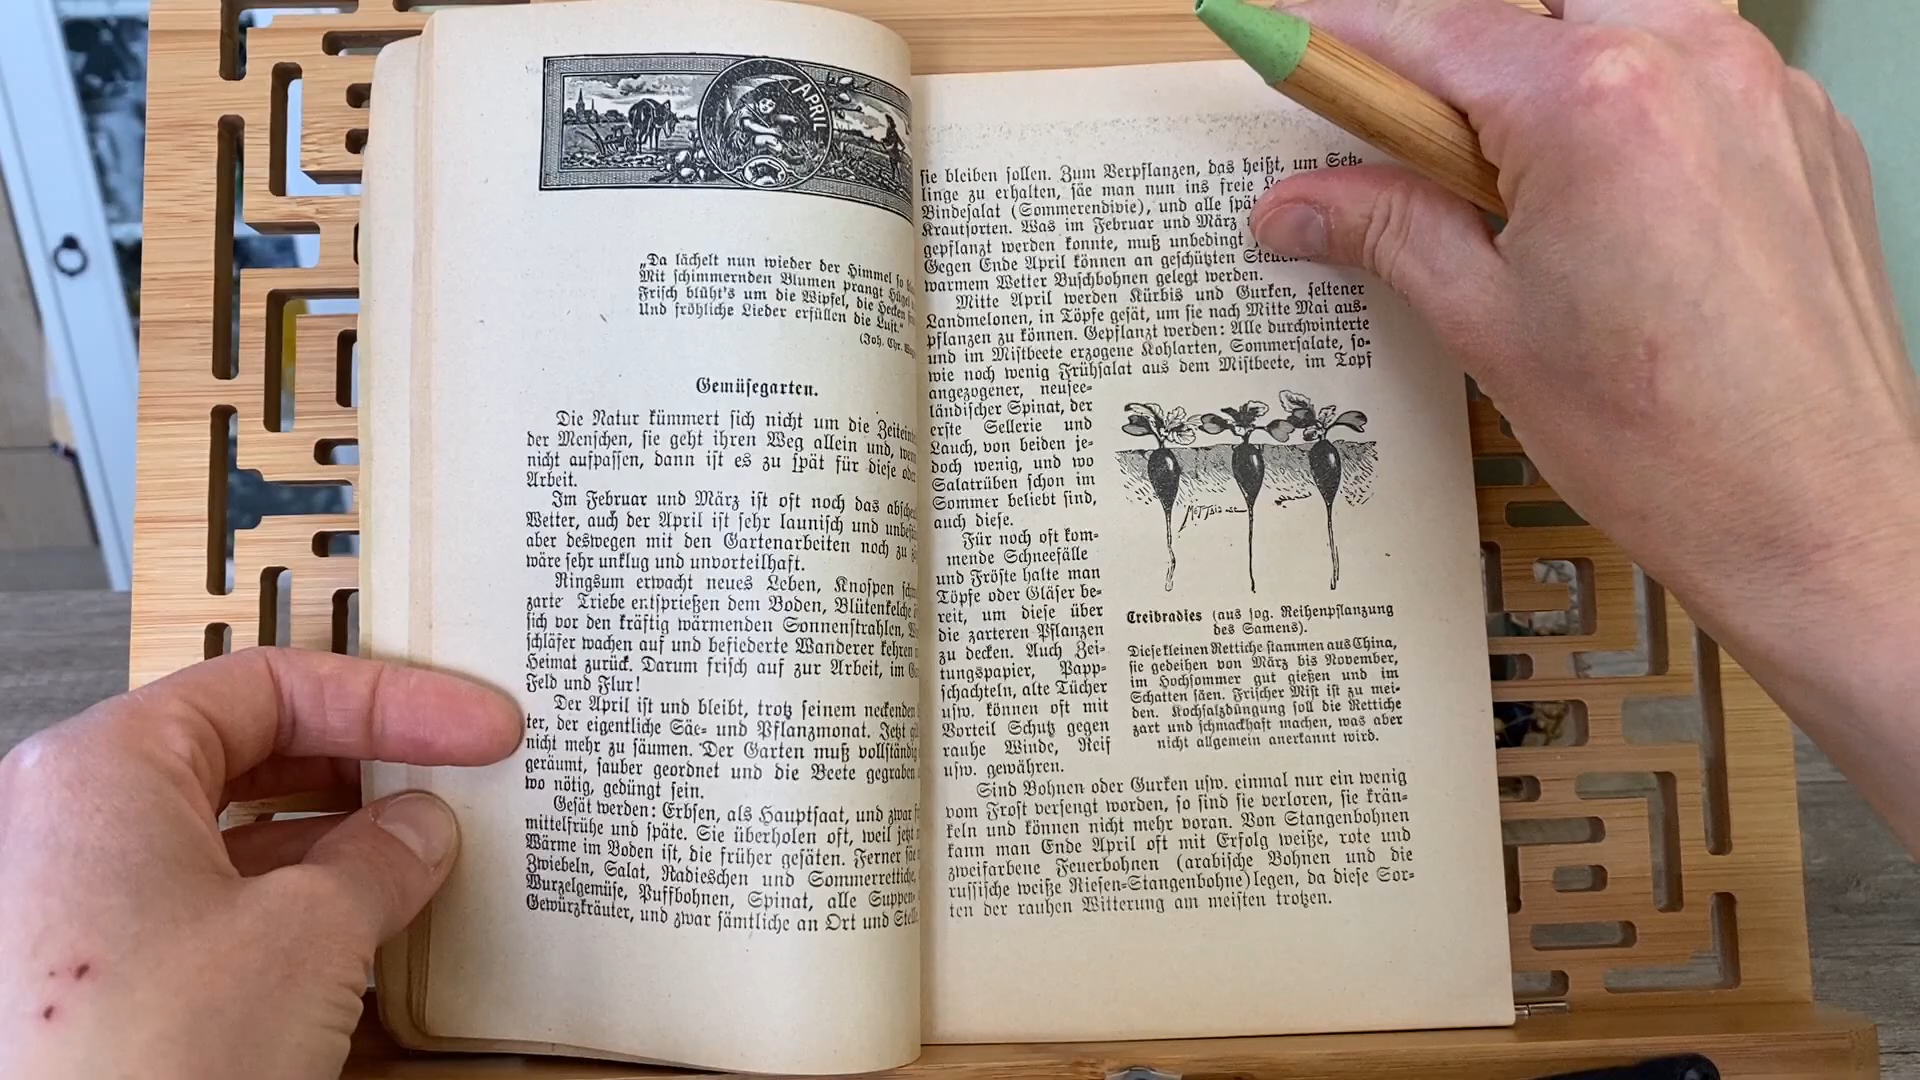 APRIL
„Da lächelt nun wieder der Himmel so
Mit schimmernden Blumen prangt Hügel
Frisch blüht's um die Wipfel, die Hecken
Und fröhliche Lieder erfüllen die Luft.“
(Joh. Chr.
Gemüsegarten.
Die Natur kümmert sich nicht um die
der Menschen, sie geht ihren Weg allein und,
nicht aufpassen, dann ist es zu spät für diese oder
Arbeit.
Im Februar und März ist oft noch das
Wetter, auch der April ist sehr launisch und
aber deswegen mit den Gartenarbeiten noch zu
wäre sehr unklug und unvorteilhaft.
Ringsum erwacht neues Leben, Knospen
zarte Triebe entsprießen dem Boden, Blütenkelche
sich vor den kräftig wärmenden Sonnenstrahlen,
schläfer wachen auf und befiederte Wanderer kehren
Heimat zurück. Darum frisch auf zur Arbeit, im
Feld und Flur!
Der April ist und bleibt, trotz seinem neckenden
ter, der eigentliche Säe- und Pflanzmonat. Jetzt
nicht mehr zu säumen. Der Garten muß vollständig
geräumt, sauber geordnet und die Beete gegraben
wo nötig, gedüngt sein.
Gesät werden: Erbsen, als Hauptsaat, und zwar
mittelfrühe und späte. Sie überholen oft, weil jetzt
Wärme im Boden ist, die früher gesäten. Ferner säe
Zwiebeln, Salat, Radieschen und Sommerrettiche,
Wurzelgemüse, Puffbohnen, Spinat, alle Suppen-
Gewürzkräuter, und zwar sämtliche an Ort und
sie bleiben sollen. Zum Verpflanzen, das heißt, um Setz-
linge zu erhalten, säe man nun ins freie
Bindesalat (Sommerendivie), und alle
Krautsorten. Was im Februar und März
gepflanzt werden konnte, muß unbedingt
Gegen Ende April können an geschützten Stellen
warmem Wetter Buschbohnen gelegt werden.
Mitte April werden Kürbis und Gurken, seltener
Landmelonen, in Töpfe gesät, um sie nach Mitte Mai aus-
pflanzen zu können. Gepflanzt werden: Alle durchwinterte
und im Mistbeete erzogene Kohlarten, Sommersalate, so-
wie noch wenig Frühsalat aus dem Mistbeete, im Topf
angezogener, neusee-
ländischer Spinat, der
erste Sellerie und
Lauch, von beiden je-
doch wenig, und wo
Salatrüben schon im
Sommer beliebt sind,
auch diese.
Für noch oft kom-
mende Schneefälle
und Fröste halte man
Töpfe oder Gläser be-
reit, um diese über
die zarteren Pflanzen
zu decken. Auch Zei-
tungspapier, Papp-
schachteln, alte Tücher
usw. können oft mit
Vorteil Schutz gegen
rauhe Winde, Reif
usw. gewähren.
Treibradies (aus sog. Reihenpflanzung
des Samens).
Diese kleinen Rettiche stammen aus China,
sie gedeihen von März bis November,
im Hochsommer gut gießen und im
Schatten säen. Frischer Mist ist zu mei-
den. Kochsalzdüngung soll die Rettiche
zart und schmackhaft machen, was aber
nicht allgemein anerkannt wird.
Sind Bohnen oder Gurken usw. einmal nur ein wenig
vom Frost versengt worden, so sind sie verloren, sie krän-
keln und können nicht mehr voran. Von Stangenbohnen
kann man Ende April oft mit Erfolg weiße, rote und
zweifarbene Feuerbohnen (arabische Bohnen und die
russische weiße Riesen-Stangenbohne) legen, da diese Sor-
ten der rauhen Witterung am meisten trotzen.